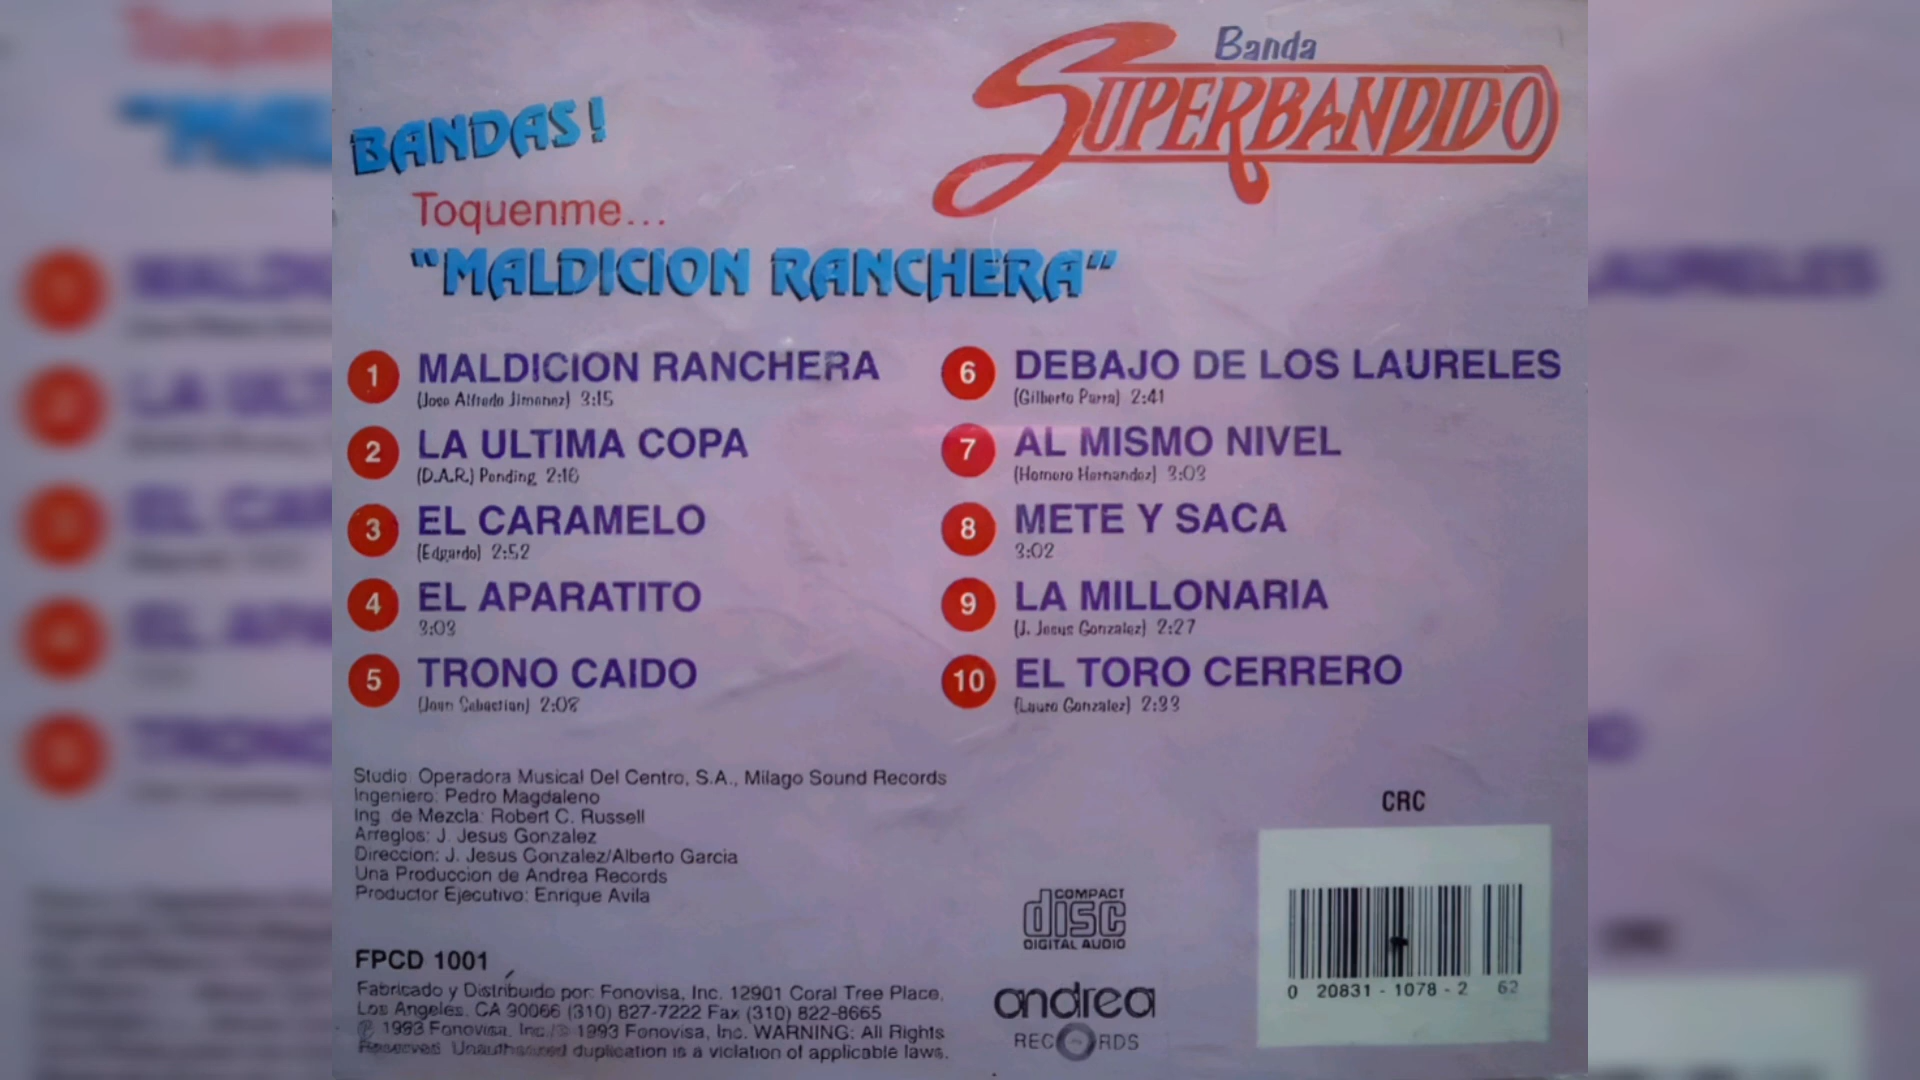 Banda
SUPERBANDIDO
BANDAS!
Toquenme...
"MALDICION RANCHERA"
1 MALDICION RANCHERA
(Jose Alfredo Jimenez) 3:15
2 LA ULTIMA COPA
(D.A.R.) Pending 2:16
3 EL CARAMELO
(Edgardo) 2:52
4 EL APARATITO
3:03
5 TRONO CAIDO
(Joan Sebastian) 2:08
6 DEBAJO DE LOS LAURELES
(Gilberto Parra) 2:41
7 AL MISMO NIVEL
(Homero Hernandez) 3:03
8 METE Y SACA
3:02
9 LA MILLONARIA
(J. Jesus Gonzalez) 2:27
10 EL TORO CERRERO
(Lauro Gonzalez) 2:33
Studio: Operadora Musical Del Centro, S.A., Milago Sound Records
Ingeniero: Pedro Magdaleno
Ing. de Mezcla: Robert C. Russell
Arreglos: J. Jesus Gonzalez
Direccion: J. Jesus Gonzalez/Alberto Garcia
Una Produccion de Andrea Records
Productor Ejecutivo: Enrique Avila
FPCD 1001
Fabricado y Distribuido por: Fonovisa, Inc. 12901 Coral Tree Place,
Los Angeles, CA 90066 (310) 827-7222 Fax (310) 822-8665
℗ 1993 Fonovisa, Inc./© 1993 Fonovisa, Inc. WARNING: All Rights
Reserved. Unauthorized duplication is a violation of applicable laws.
COMPACT
disc
DIGITAL AUDIO
andrea
RECORDS
CRC
0 20831 - 1078 - 2 62